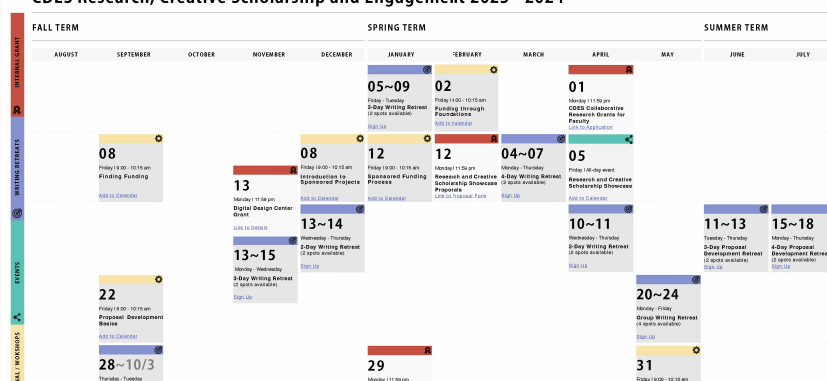 CDES Research, Creative Scholarship and Engagement 2023 - 2024
FALL TERM
SPRING TERM
SUMMER TERM
AUGUST
SEPTEMBER
OCTOBER
NOVEMBER
DECEMBER
JANUARY
FEBRUARY
MARCH
APRIL
MAY
JUNE
JULY
INTERNAL GRANT
WRITING RETREATS
EVENTS
/ WOKSHOPS
05~09
Friday - Tuesday
3-Day Writing Retreat
(2 spots available)
Sign Up
02
Friday I 9:00 - 10:15 am
Funding through
Foundations
Add to Calendar
01
Monday I 11:59 pm
CDES Collaborative
Research Grants for
Faculty
Link to Application
08
Friday I 9:00 - 10:15 am
Finding Funding
Add to Calendar
13
Monday I 11:59 pm
Digital Design Center
Grant
Link to Details
08
Friday I 9:00 - 10:15 am
Introduction to
Sponsored Projects
Add to Calendar
12
Friday I 9:00 - 10:15 am
Sponsored Funding
Process
Add to Calendar
12
Monday I 11:59 pm
Research and Creative
Scholarship Showcase
Proposals
Link to Proposal Form
04~07
Monday - Thursday
4-Day Writing Retreat
(2 spots available)
Sign Up
05
Friday I All-day event
Research and Creative
Scholarship Showcase
Add to Calendar
13~14
Wednesday - Thursday
2-Day Writing Retreat
(2 spots available)
Sign Up
10~11
Wednesday - Thursday
2-Day Writing Retreat
(2 spots available)
Sign Up
11~13
Tuesday - Thursday
3-Day Proposal
Development Retreat
(2 spots available)
Sign Up
15~18
Monday - Thursday
4-Day Proposal
Development Retreat
(2 spots available)
Sign Up
13~15
Monday - Wednesday
3-Day Writing Retreat
(2 spots available)
Sign Up
22
Friday I 9:00 - 10:15 am
Proposal Development
Basics
Add to Calendar
20~24
Monday - Friday
Group Writing Retreat
(4 spots available)
Sign Up
28~10/3
Thursday - Tuesday
29
Monday I 11:59 pm
31
Friday I 9:00 - 10:15 am